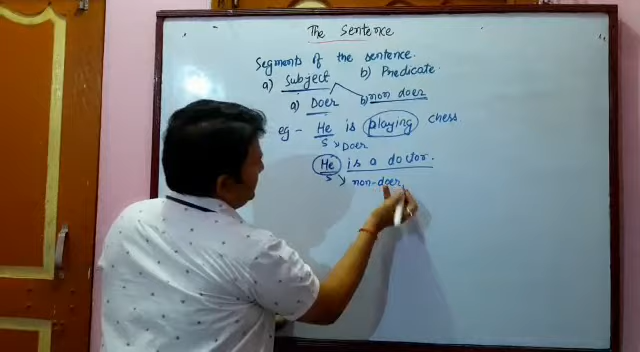 The Sentence
Segments of the sentence.
a) Subject b) Predicate.
a) Doer b) non doer
eg - He is playing chess
S Doer
He is a doctor.
S non-doer